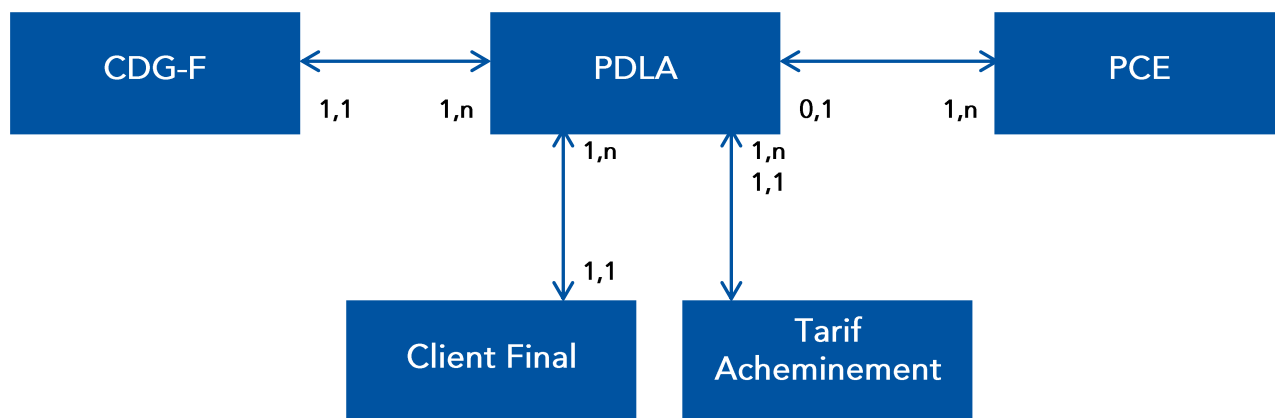 CDG-F
PDLA
PCE
1,1
1,n
0,1
1,n
1,n
1,n
1,1
1,1
Client Final
Tarif
Acheminement